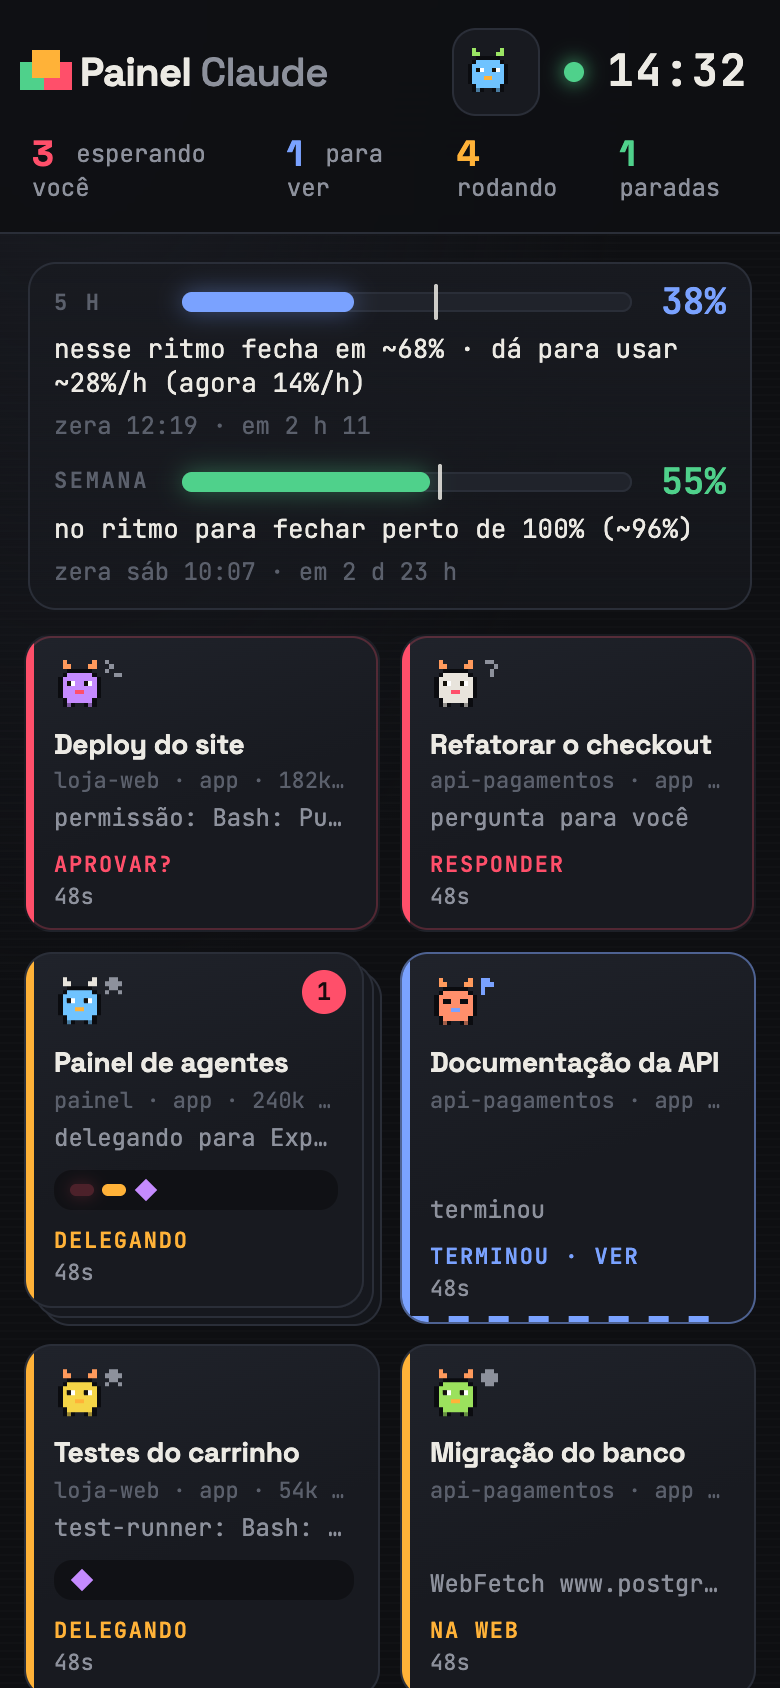 Painel Claude
14:32
3 esperando você
1 para ver
4 rodando
1 paradas
5 H
38%
nesse ritmo fecha em ~68% · dá para usar
~28%/h (agora 14%/h)
zera 12:19 · em 2 h 11
SEMANA
55%
no ritmo para fechar perto de 100% (~96%)
zera sáb 10:07 · em 2 d 23 h
Deploy do site
loja-web · app · 182k…
permissão: Bash: Pu…
APROVAR?
48s
Refatorar o checkout
api-pagamentos · app …
pergunta para você
RESPONDER
48s
1
Painel de agentes
painel · app · 240k …
delegando para Exp…
DELEGANDO
48s
Documentação da API
api-pagamentos · app …
terminou
TERMINOU · VER
48s
Testes do carrinho
loja-web · app · 54k …
test-runner: Bash: …
DELEGANDO
48s
Migração do banco
api-pagamentos · app …
WebFetch www.postgr…
NA WEB
48s